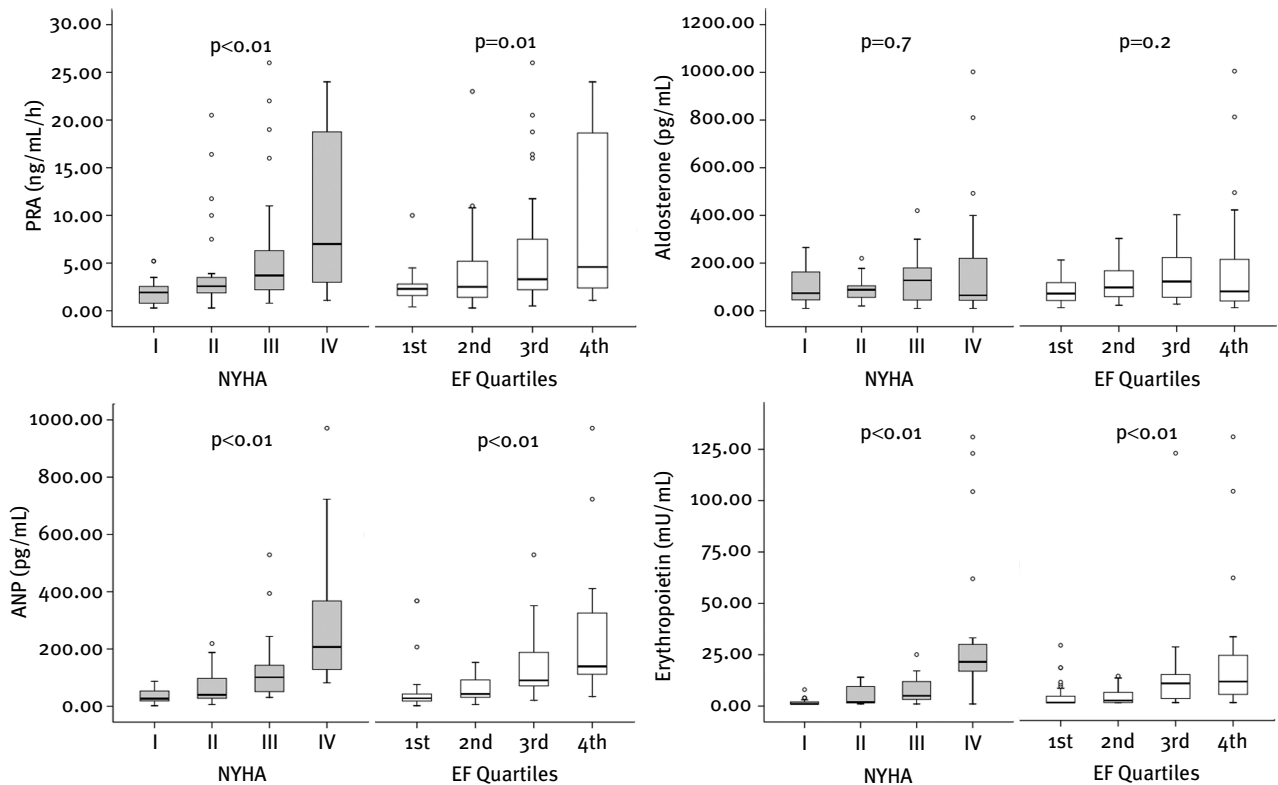 PRA (ng/mL/h)
30.00
25.00
20.00
15.00
10.00
5.00
0.00
p<0.01
p=0.01
I II III IV
1st 2nd 3rd 4th
NYHA
EF Quartiles
Aldosterone (pg/mL)
1200.00
1000.00
800.00
600.00
400.00
200.00
0.00
p=0.7
p=0.2
I II III IV
1st 2nd 3rd 4th
NYHA
EF Quartiles
ANP (pg/mL)
1000.00
800.00
600.00
400.00
200.00
0.00
p<0.01
p<0.01
I II III IV
1st 2nd 3rd 4th
NYHA
EF Quartiles
Erythropoietin (mU/mL)
125.00
100.00
75.00
50.00
25.00
0.00
p<0.01
p<0.01
I II III IV
1st 2nd 3rd 4th
NYHA
EF Quartiles